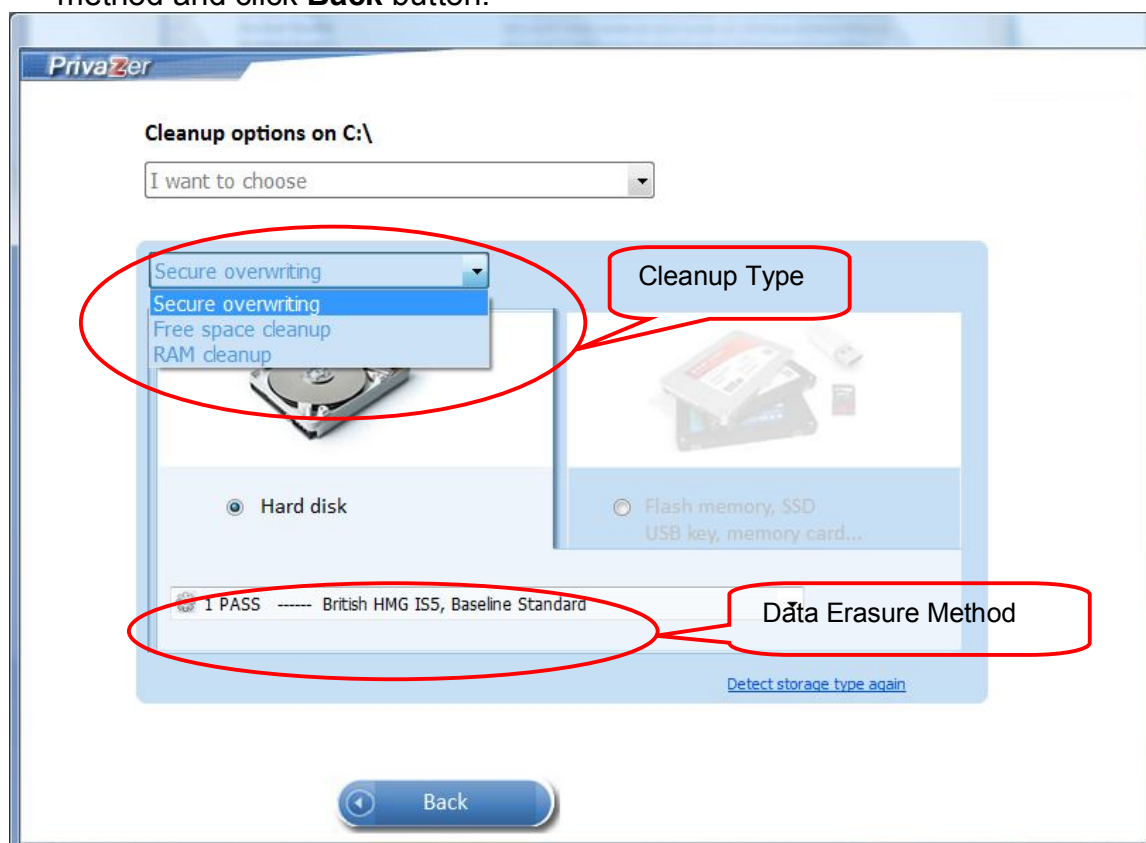 method and click Back button.
PrivaZer
Cleanup options on C:\
I want to choose
Secure overwriting
Cleanup Type
Secure overwriting
Free space cleanup
RAM cleanup
Hard disk
Flash memory, SSD
USB key, memory card...
1 PASS ------ British HMG IS5, Baseline Standard
Data Erasure Method
Detect storage type again
Back